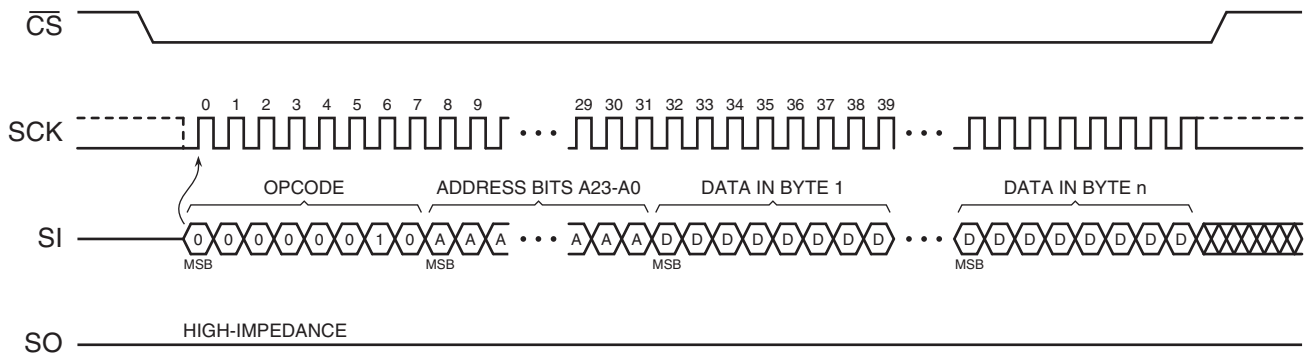 CS
0 1 2 3 4 5 6 7 8 9 29 30 31 32 33 34 35 36 37 38 39
SCK • • • • • •
OPCODE ADDRESS BITS A23-A0 DATA IN BYTE 1 DATA IN BYTE n
SI 0 0 0 0 0 0 1 0 A A A • • • A A A D D D D D D D D • • • D D D D D D D D
MSB MSB MSB MSB
HIGH-IMPEDANCE
SO